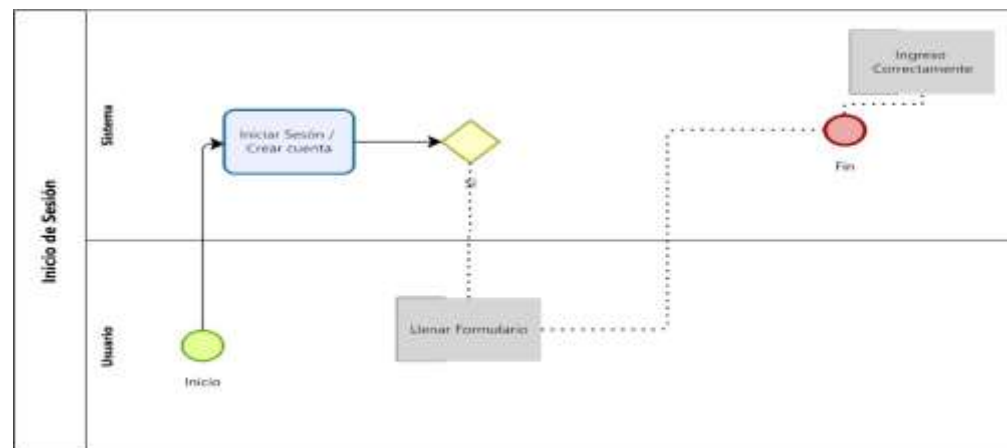 Inicio de Sesión
Sistema
Iniciar Sesión /
Crear cuenta
Ingreso
Correctamente
Fin
Usuario
Llenar Formulario
Inicio